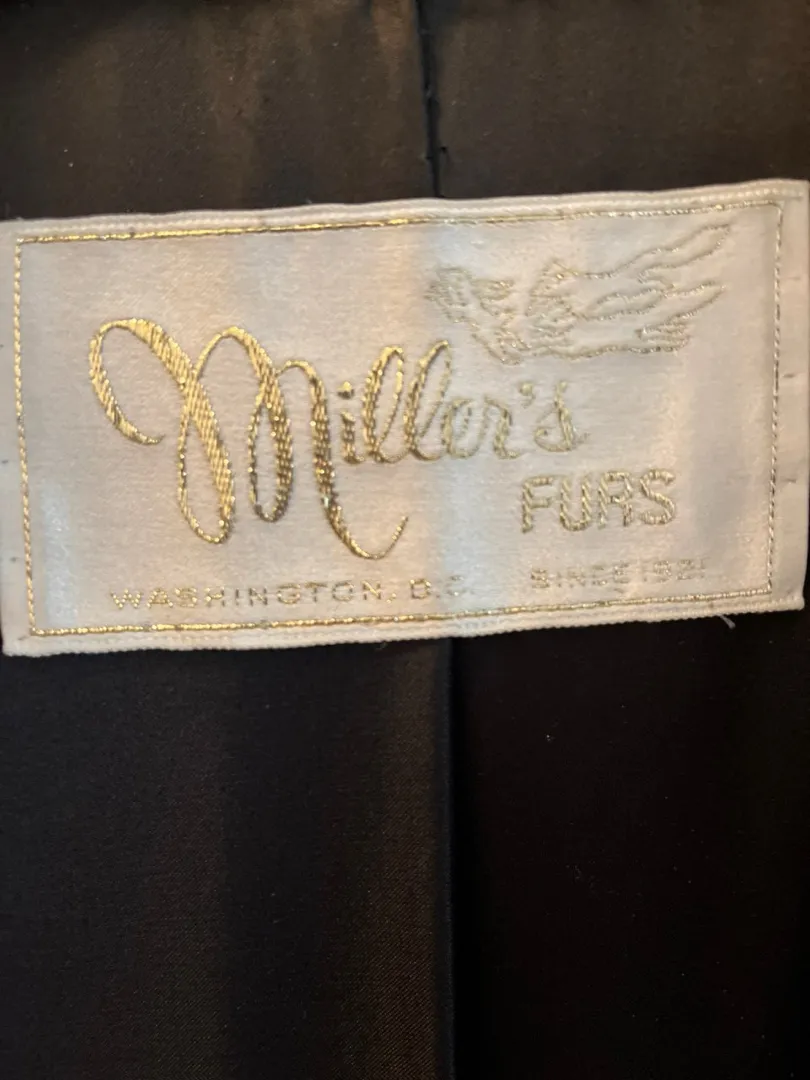 Miller's
FURS
WASHINGTON, D.C. SINCE 1921